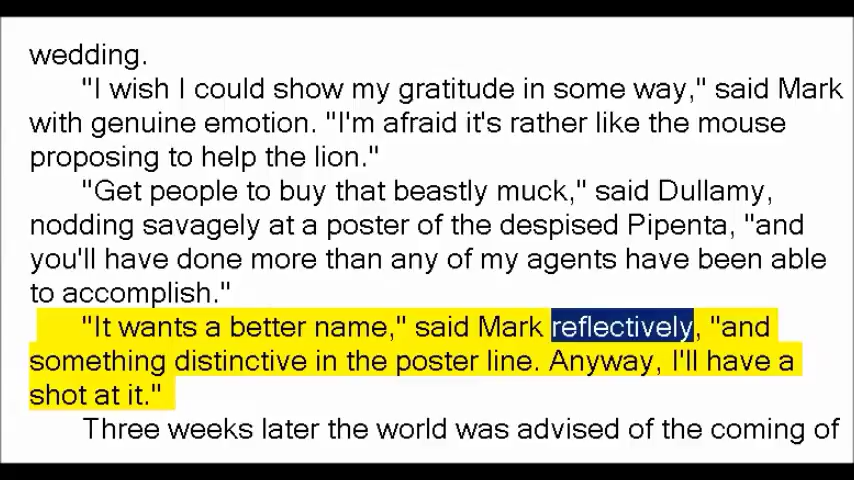 wedding.
"I wish I could show my gratitude in some way," said Mark
with genuine emotion. "I'm afraid it's rather like the mouse
proposing to help the lion."
"Get people to buy that beastly muck," said Dullamy,
nodding savagely at a poster of the despised Pipenta, "and
you'll have done more than any of my agents have been able
to accomplish."
"It wants a better name," said Mark reflectively, "and
something distinctive in the poster line. Anyway, I'll have a
shot at it."
Three weeks later the world was advised of the coming of